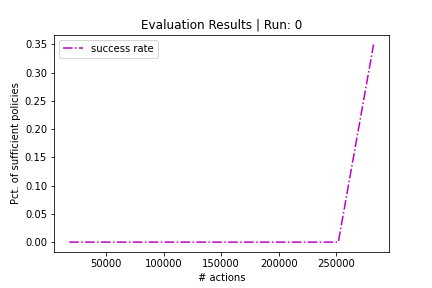 Evaluation Results | Run: 0
success rate
Pct. of sufficient policies
0.35
0.30
0.25
0.20
0.15
0.10
0.05
0.00
50000 100000 150000 200000 250000
# actions